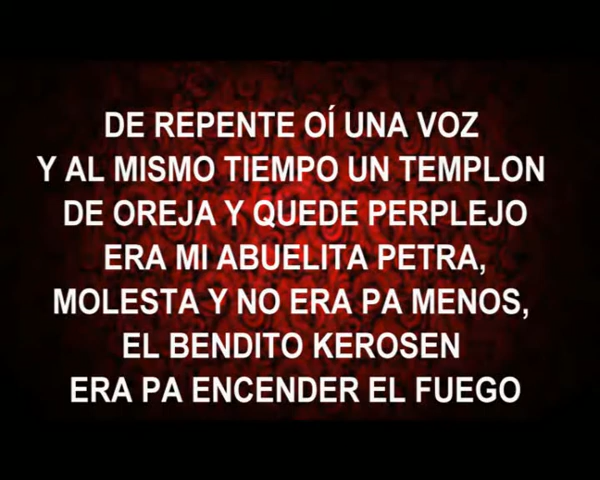 DE REPENTE OÍ UNA VOZ
Y AL MISMO TIEMPO UN TEMPLON
DE OREJA Y QUEDE PERPLEJO
ERA MI ABUELITA PETRA,
MOLESTA Y NO ERA PA MENOS,
EL BENDITO KEROSEN
ERA PA ENCENDER EL FUEGO